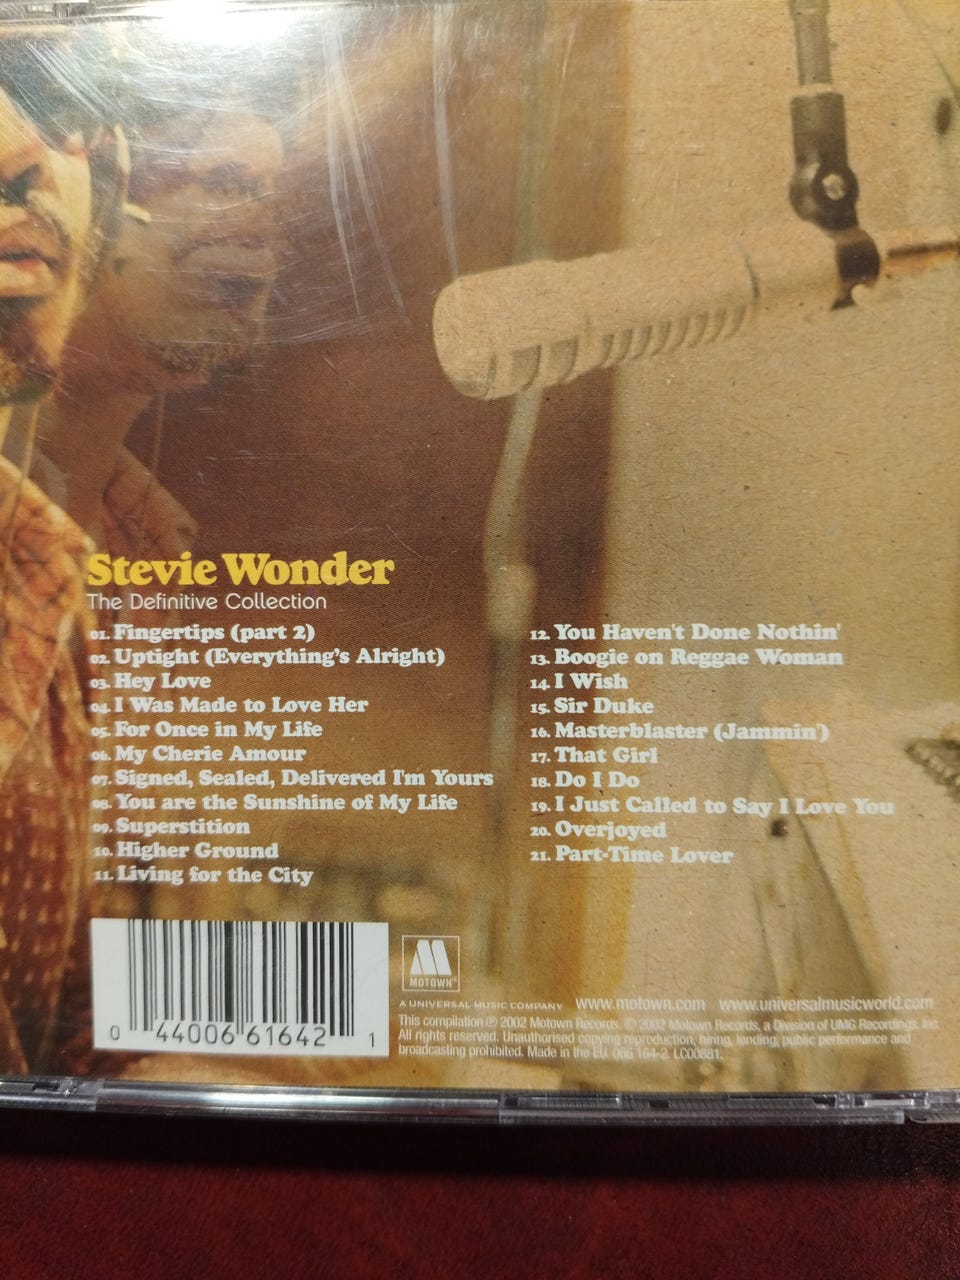 Stevie Wonder
The Definitive Collection
01. Fingertips (part 2)
02. Uptight (Everything's Alright)
03. Hey Love
04. I Was Made to Love Her
05. For Once in My Life
06. My Cherie Amour
07. Signed, Sealed, Delivered I'm Yours
08. You are the Sunshine of My Life
09. Superstition
10. Higher Ground
11. Living for the City
12. You Haven't Done Nothin'
13. Boogie on Reggae Woman
14. I Wish
15. Sir Duke
16. Masterblaster (Jammin')
17. That Girl
18. Do I Do
19. I Just Called to Say I Love You
20. Overjoyed
21. Part-Time Lover
0 44006 61642 1
MOTOWN®
A UNIVERSAL MUSIC COMPANY www.motown.com www.universalmusicworld.com
This compilation ℗ 2002 Motown Records. © 2002 Motown Records, a Division of UMG Recordings, Inc
All rights reserved. Unauthorised copying reproduction, hiring, lending, public performance and
broadcasting prohibited. Made in the EU. 066 164-2. LC00881.